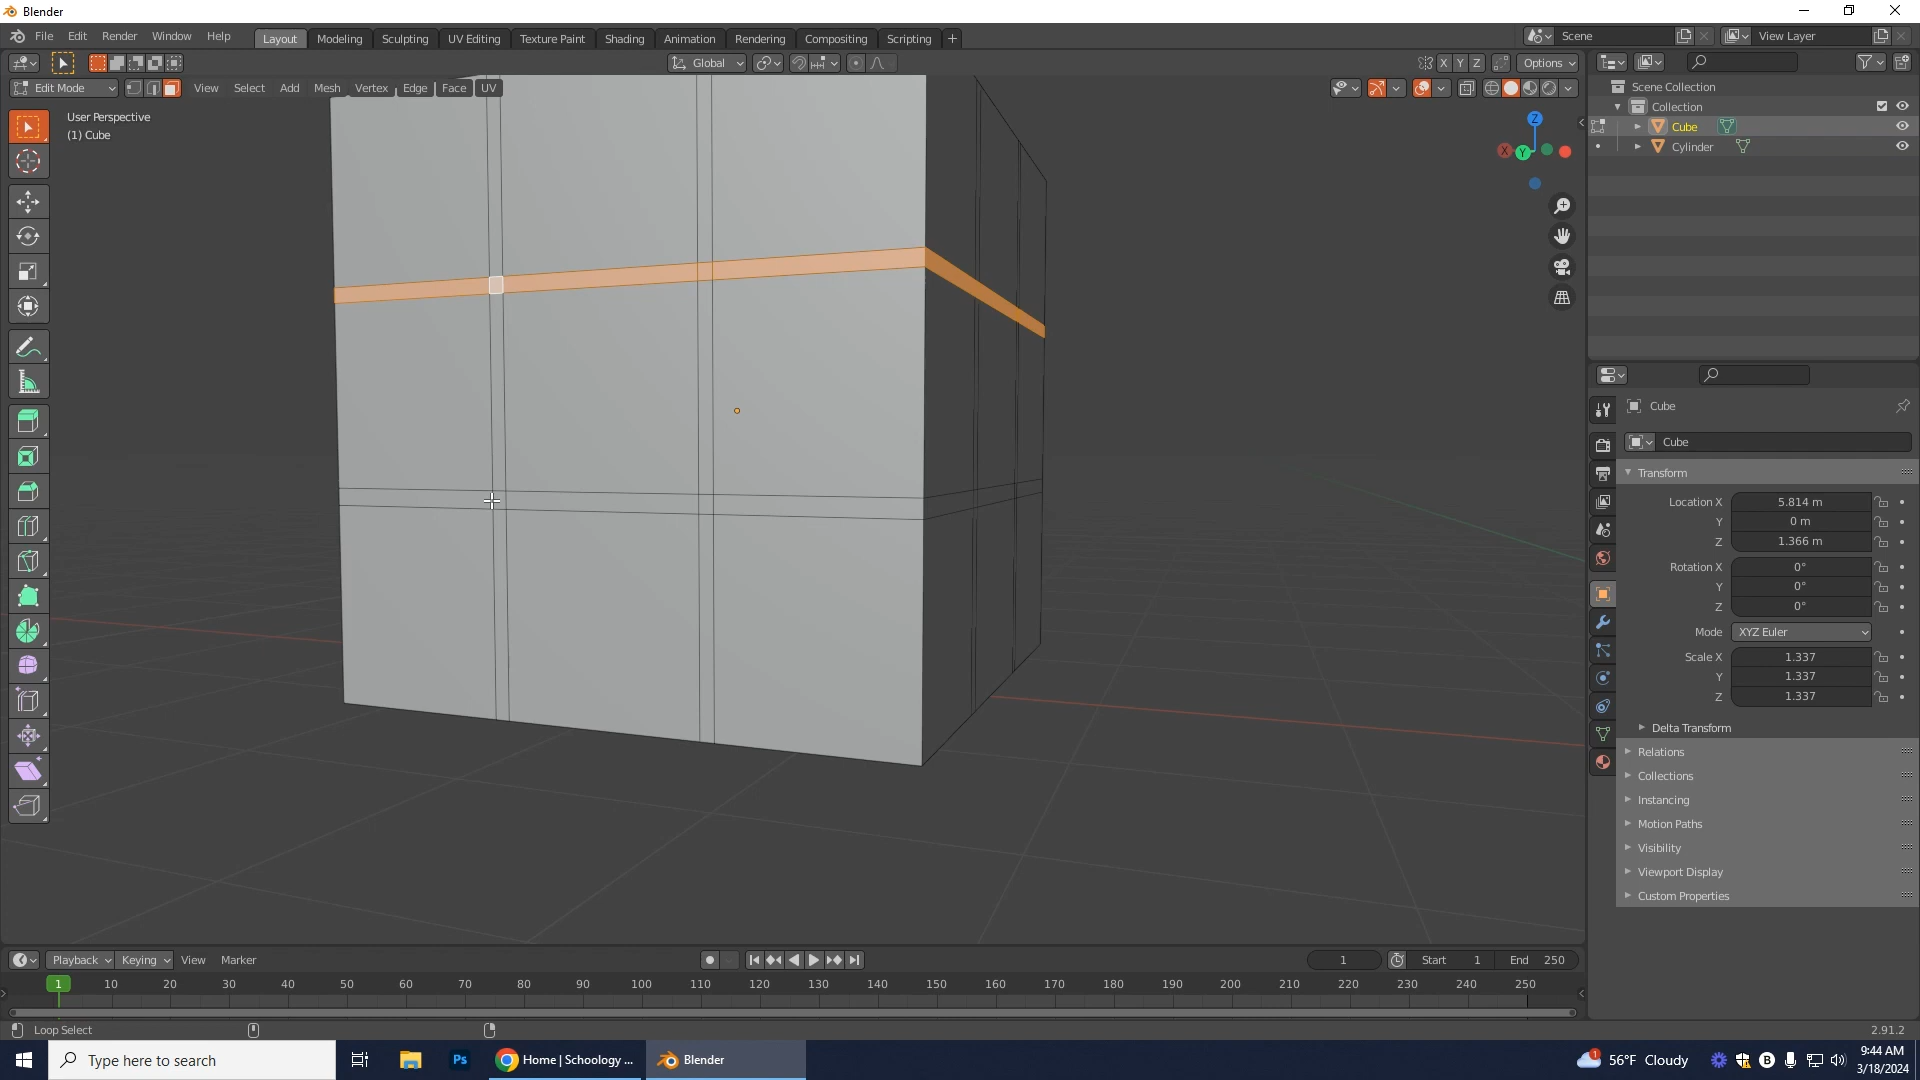 Blender
File Edit Render Window Help Layout Modeling Sculpting UV Editing Texture Paint Shading Animation Rendering Compositing Scripting + Scene View Layer
Global X Y Z Options
Edit Mode View Select Add Mesh Vertex Edge Face UV
User Perspective
(1) Cube
Z
X
Y
Scene Collection
Collection
Cube
Cylinder
Cube
Cube
Transform
Location X 5.814 m
Y 0 m
Z 1.366 m
Rotation X 0°
Y 0°
Z 0°
Mode XYZ Euler
Scale X 1.337
Y 1.337
Z 1.337
Delta Transform
Relations
Collections
Instancing
Motion Paths
Visibility
Viewport Display
Custom Properties
Playback Keying View Marker 1 Start 1 End 250
1 10 20 30 40 50 60 70 80 90 100 110 120 130 140 150 160 170 180 190 200 210 220 230 240 250
Loop Select 2.91.2
Type here to search Ps Home | Schoology ... Blender 1 56°F Cloudy B 9:44 AM
3/18/2024